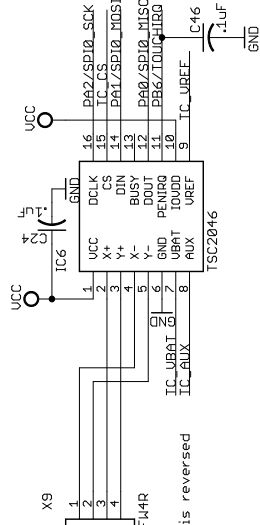 PA2/SPI0_SCK
TC_CS
PA1/SPI0_MOSI
PA0/SPI0_MISO
PB6/TOUCHIRQ
C46
.1uF
GND
TC_VREF
VCC
16
15
14
13
12
11
10
9
GND
DCLK
CS
DIN
BUSY
DOUT
PENIRQ
IOVDD
VREF
VCC
X+
Y+
X-
Y-
GND
VBAT
AUX
TSC2046
.1uF
C24
IC6
VCC
1
2
3
4
5
6
7
8
GND
TC_VBAT
TC_AUX
X9
1
2
3
4
FW4R
is reversed